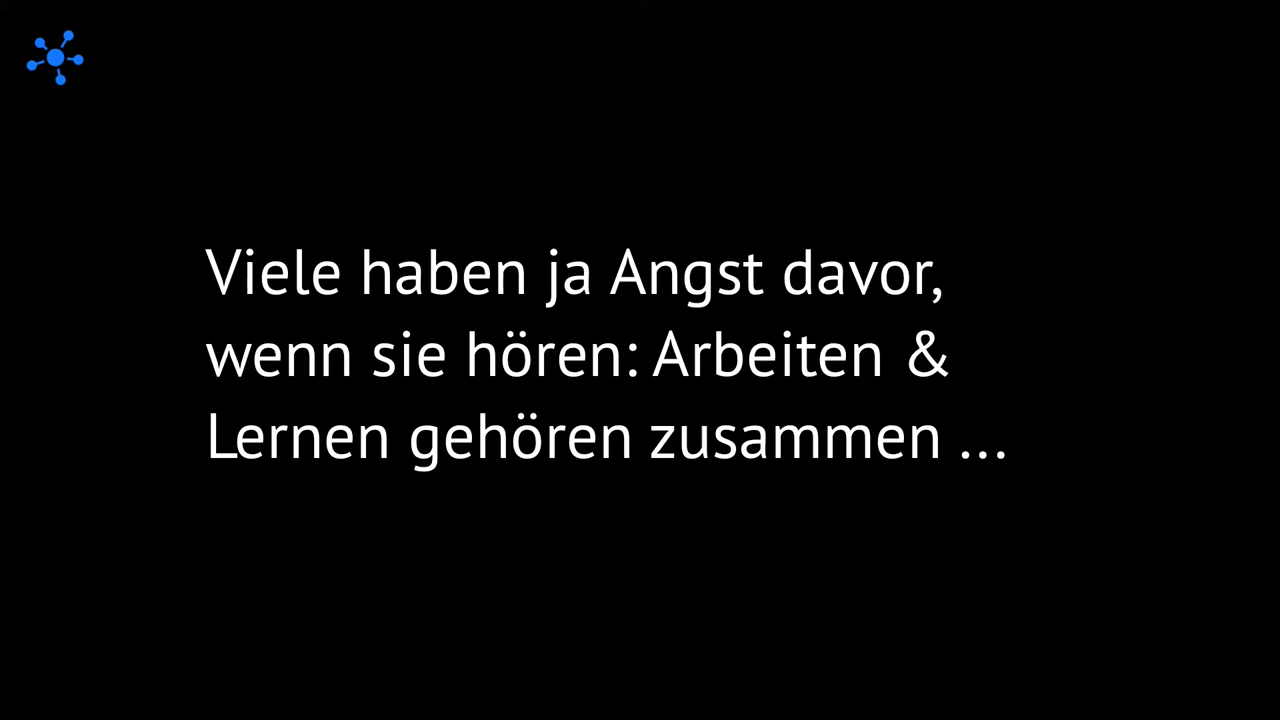 Viele haben ja Angst davor,
wenn sie hören: Arbeiten &
Lernen gehören zusammen ...